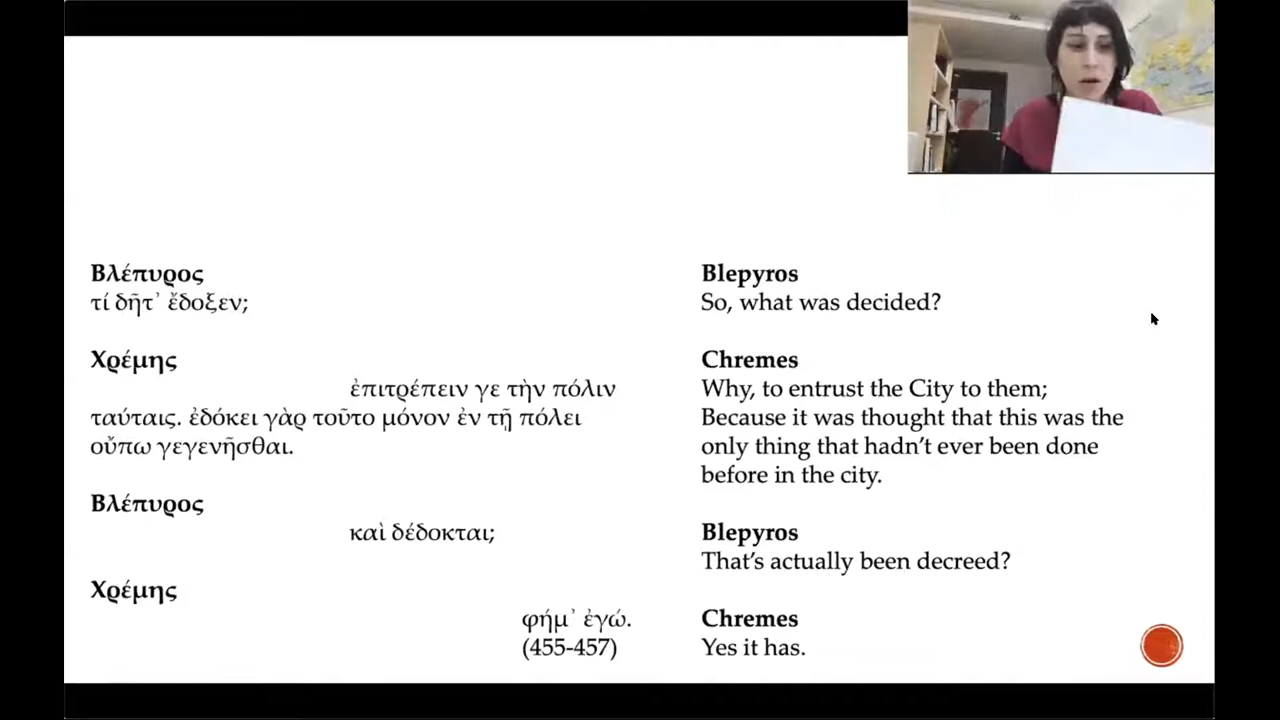 Βλέπυρος
τί δῆτ᾽ ἔδοξεν;
Χρέμης
ἐπιτρέπειν γε τὴν πόλιν
ταύταις. ἐδόκει γὰρ τοῦτο μόνον ἐν τῇ πόλει
οὔπω γεγενῆσθαι.
Βλέπυρος
καὶ δέδοκται;
Χρέμης
φήμ᾽ ἐγώ.
(455-457)
Blepyros
So, what was decided?
Chremes
Why, to entrust the City to them;
Because it was thought that this was the
only thing that hadn’t ever been done
before in the city.
Blepyros
That’s actually been decreed?
Chremes
Yes it has.